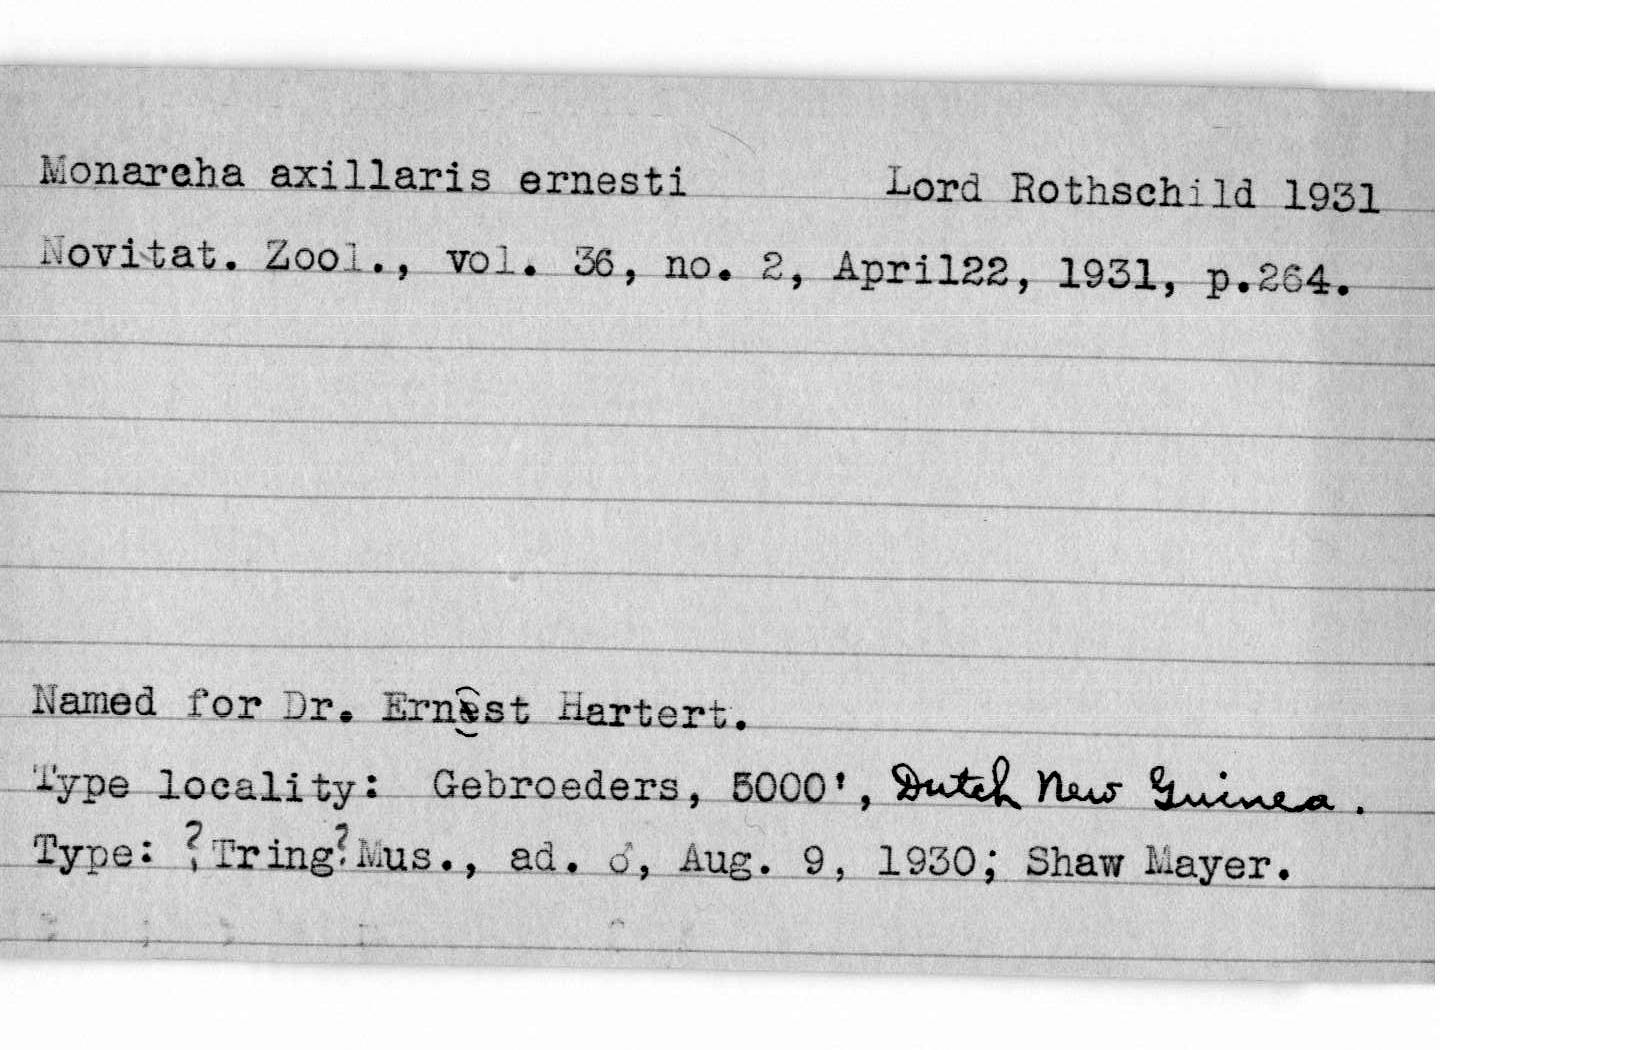 Monarcha axillaris ernesti Lord Rothschild 1931
Novitat. Zool., vol. 36, no. 2, April22, 1931, p.264.
Named for Dr. Ernest Hartert.
Type locality: Gebroeders, 5000', Dutch New Guinea.
Type: ?Tring?Mus., ad. ♂, Aug. 9, 1930; Shaw Mayer.